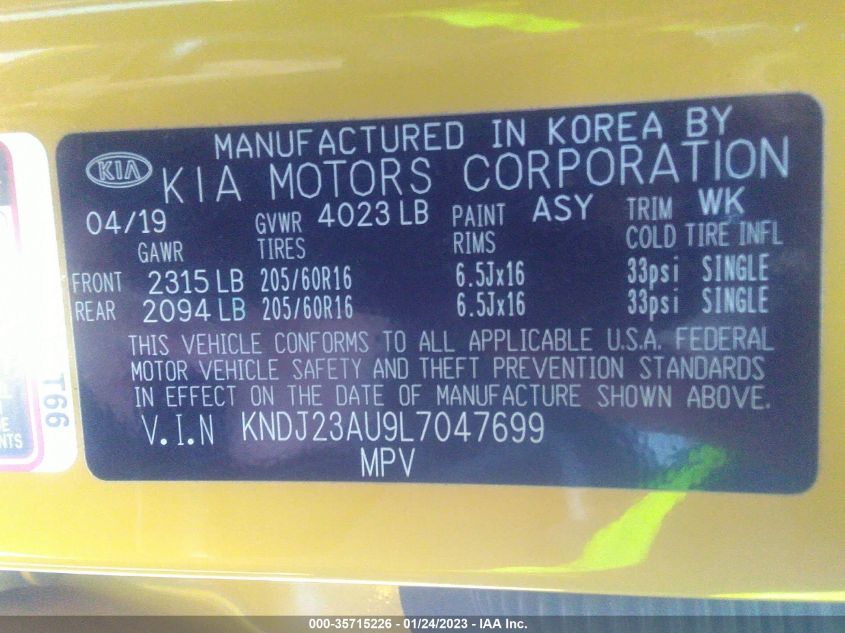 MANUFACTURED IN KOREA BY
KIA KIA MOTORS CORPORATION
04/19 GVWR 4023 LB PAINT ASY TRIM WK
GAWR TIRES RIMS COLD TIRE INFL
FRONT 2315 LB 205/60R16 6.5Jx16 33psi SINGLE
REAR 2094 LB 205/60R16 6.5Jx16 33psi SINGLE
THIS VEHICLE CONFORMS TO ALL APPLICABLE U.S.A. FEDERAL
MOTOR VEHICLE SAFETY AND THEFT PREVENTION STANDARDS
IN EFFECT ON THE DATE OF MANUFACTURE SHOWN ABOVE.
V.I.N KNDJ23AU9L7047699
MPV
T66
000-35715226 - 01/24/2023 - IAA Inc.